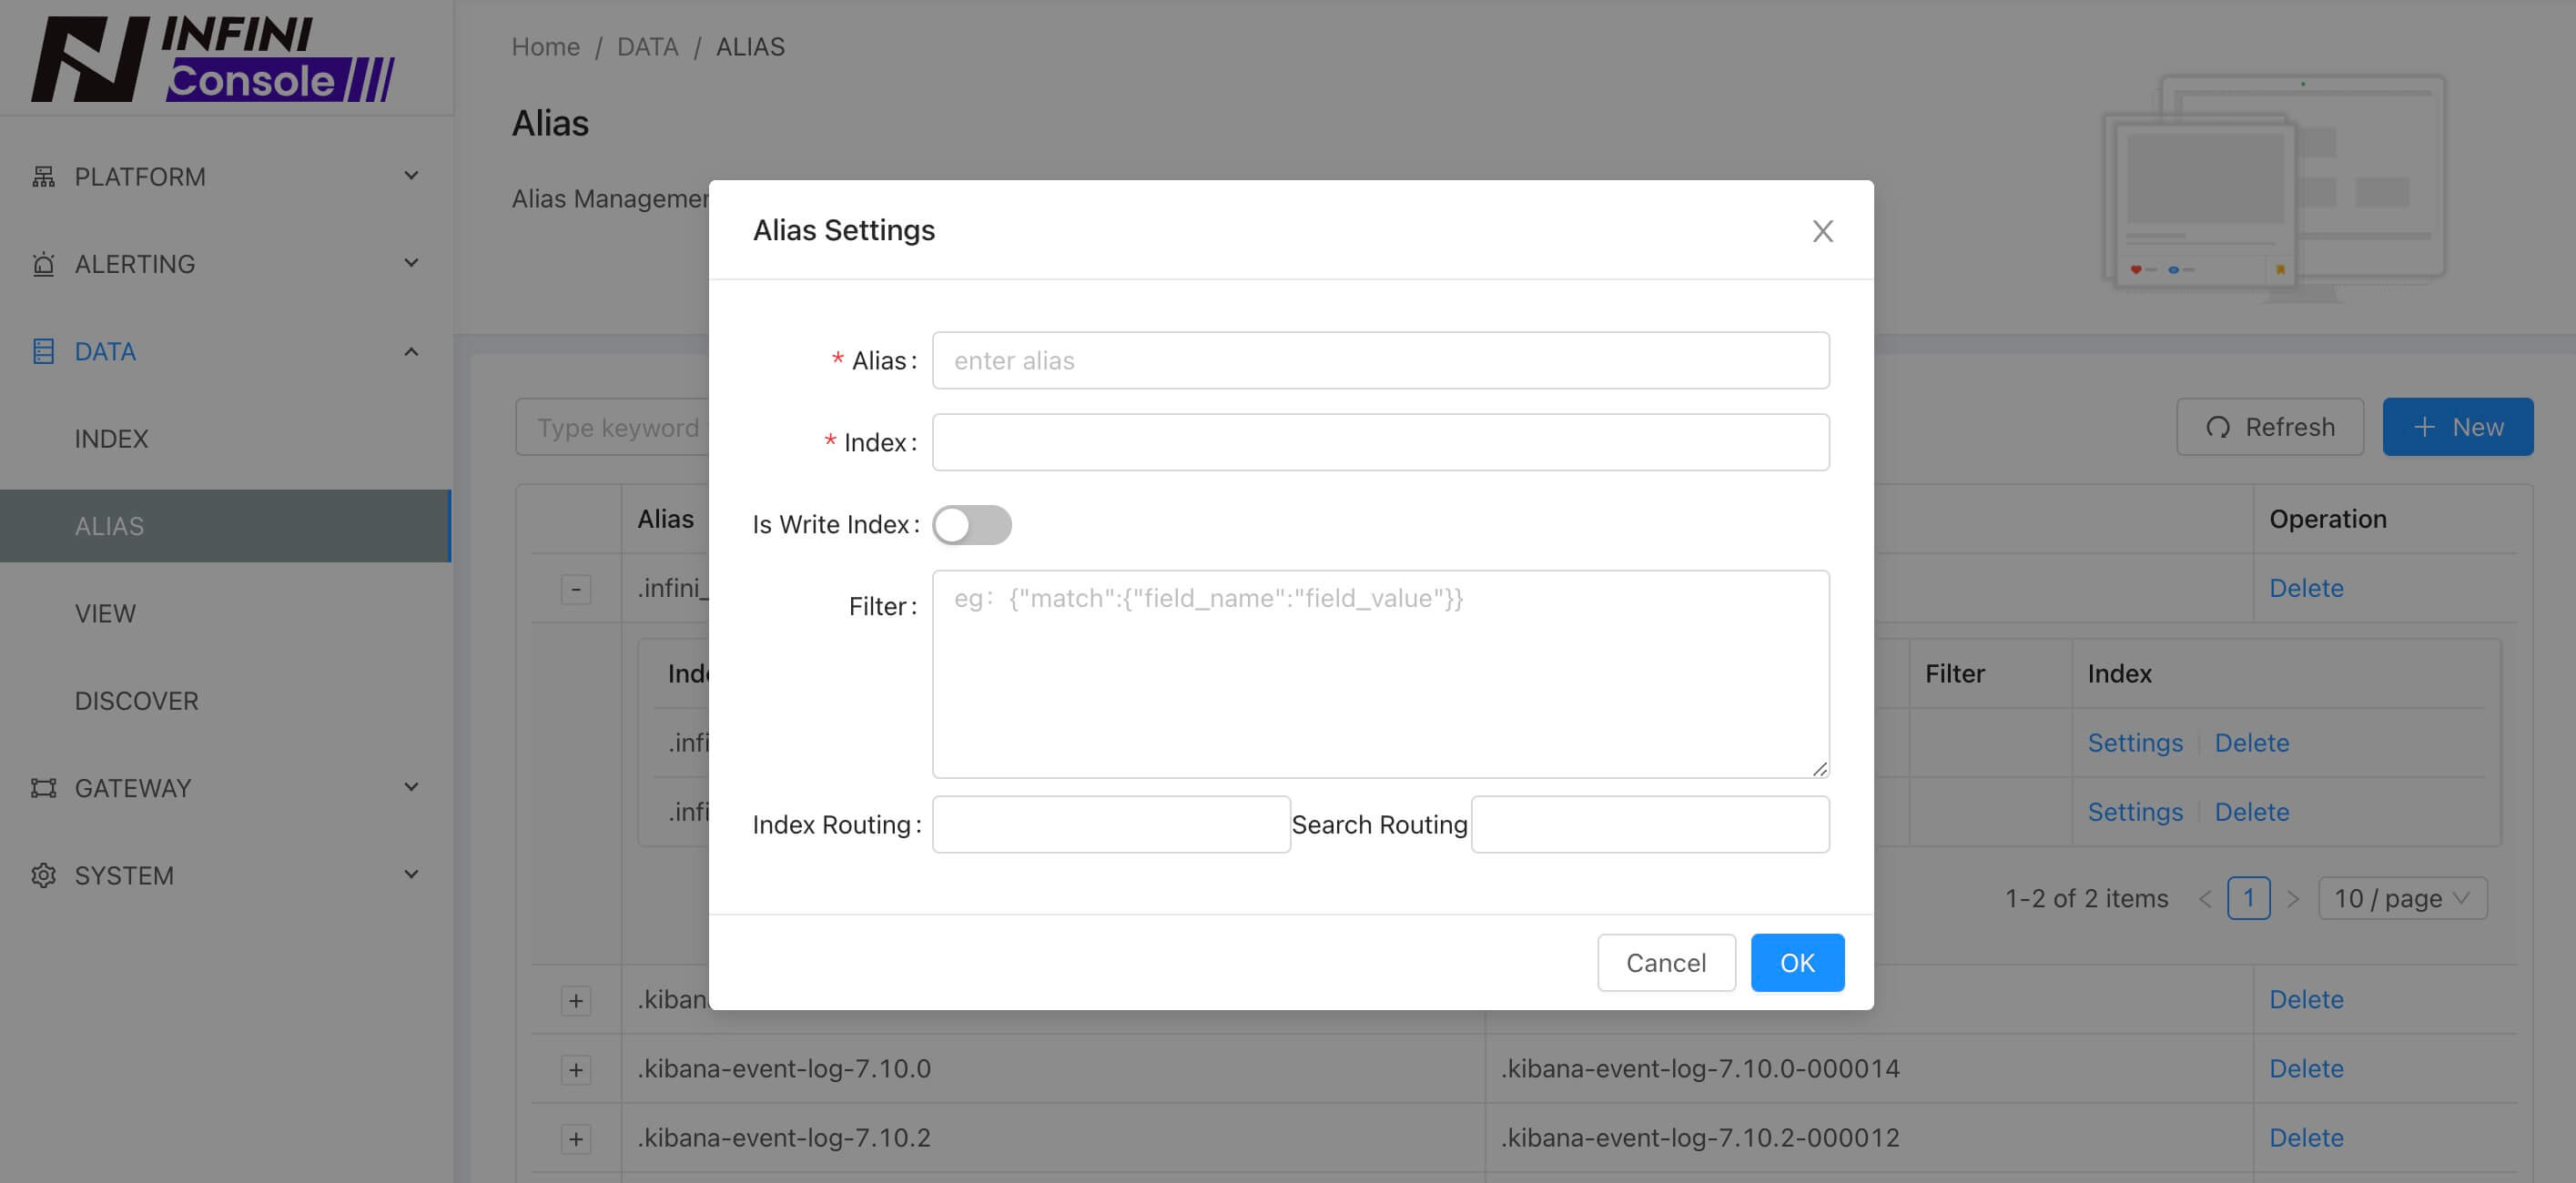 INFINI
Console
Home / DATA / ALIAS
Alias
PLATFORM
ALERTING
DATA
INDEX
ALIAS
VIEW
DISCOVER
GATEWAY
SYSTEM
Type keyword
Refresh
+ New
Alias
Operation
.infini_
Delete
Filter
Index
.infi
Settings
Delete
.infi
Settings
Delete
1-2 of 2 items
< 1 >
10 / page
.kiban
Delete
.kibana-event-log-7.10.0
.kibana-event-log-7.10.0-000014
Delete
.kibana-event-log-7.10.2
.kibana-event-log-7.10.2-000012
Delete
Alias Settings
* Alias:
enter alias
* Index:
Is Write Index:
Filter:
eg：{"match":{"field_name":"field_value"}}
Index Routing:
Search Routing
Cancel
OK